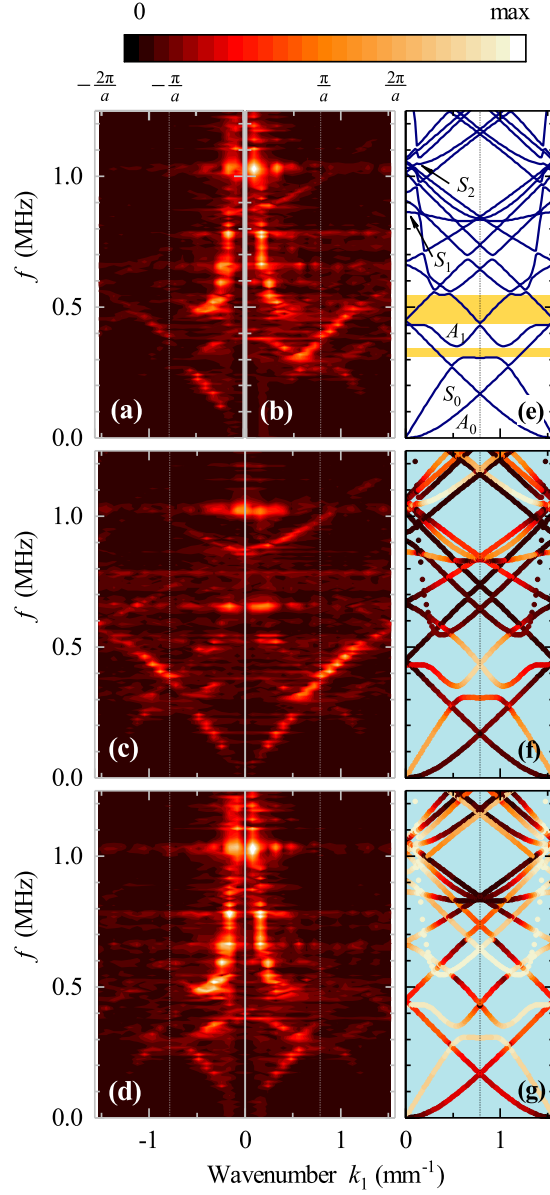 0 max
−2π/a −π/a π/a 2π/a
f (MHz)
1.0
0.5
0.0
(a) (b)
S2
S1
A1
S0
A0
(e)
f (MHz)
1.0
0.5
0.0
(c) (f)
f (MHz)
1.0
0.5
0.0
(d) (g)
-1 0 1 0 1
Wavenumber k1 (mm-1)